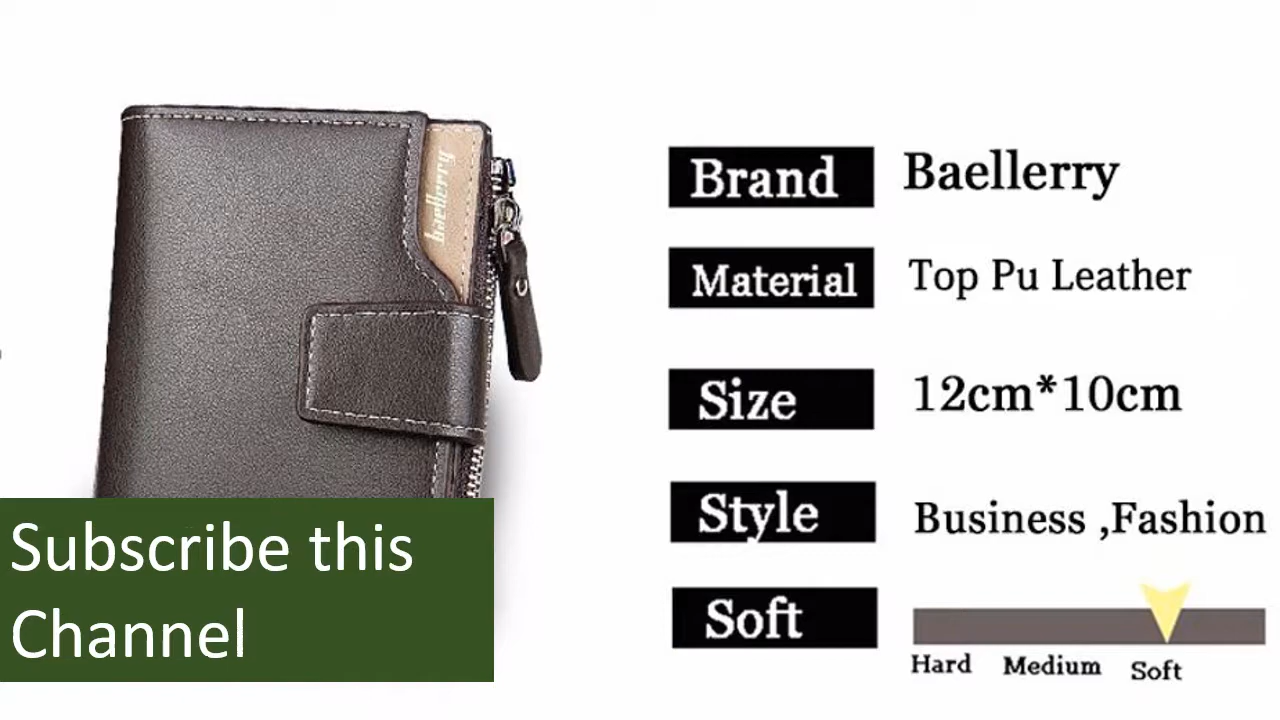 baellerry
Brand Baellerry
Material Top Pu Leather
Size 12cm*10cm
Style Business ,Fashion
Soft
Hard Medium Soft
Subscribe this
Channel